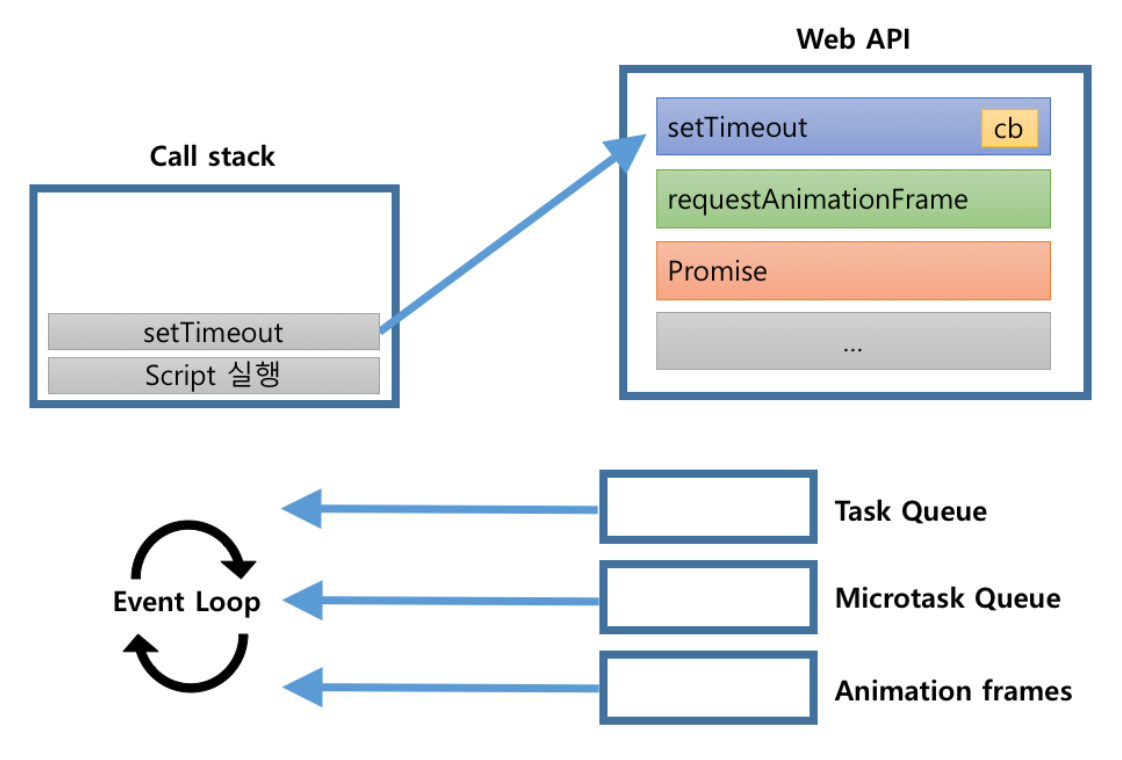 Web API
setTimeout
cb
requestAnimationFrame
Promise
...
Call stack
setTimeout
Script 실행
Task Queue
Microtask Queue
Animation frames
Event Loop